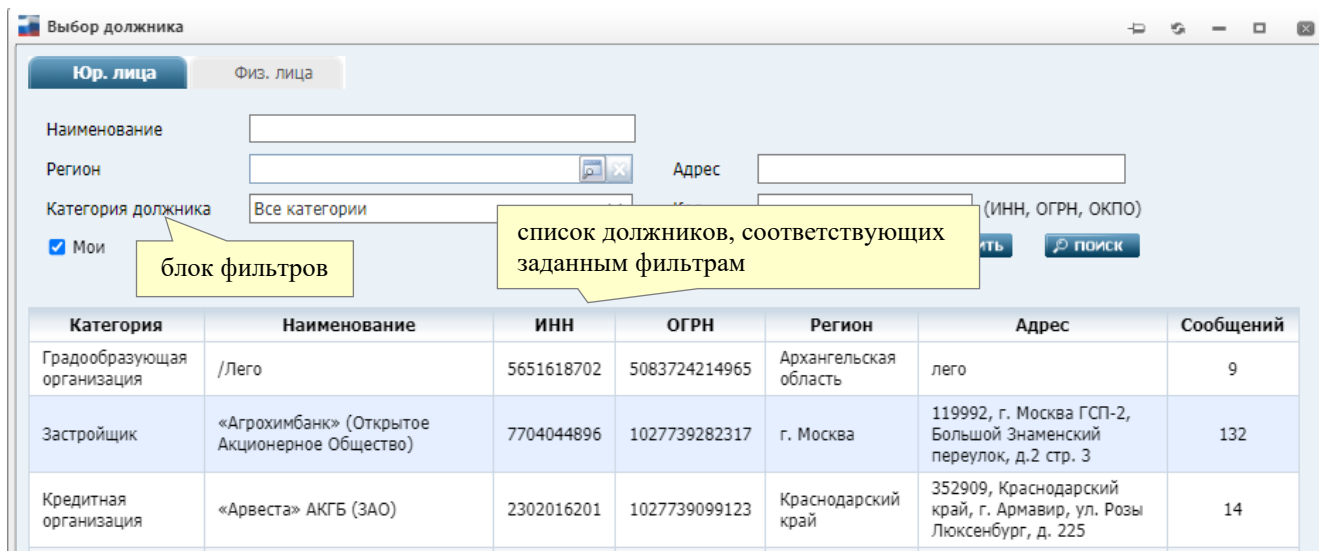 Выбор должника
Юр. лица Физ. лица
Наименование
Регион Адрес
Категория должника Все категории (ИНН, ОГРН, ОКПО)
Мои ПОИСК
блок фильтров
список должников, соответствующих
заданным фильтрам
Категория Наименование ИНН ОГРН Регион Адрес Сообщений
Градообразующая
организация
/Лего
5651618702
5083724214965
Архангельская
область
лего
9
Застройщик
«Агрохимбанк» (Открытое
Акционерное Общество)
7704044896
1027739282317
г. Москва
119992, г. Москва ГСП-2,
Большой Знаменский
переулок, д.2 стр. 3
132
Кредитная
организация
«Арвеста» АКГБ (ЗАО)
2302016201
1027739099123
Краснодарский
край
352909, Краснодарский
край, г. Армавир, ул. Розы
Люксенбург, д. 225
14